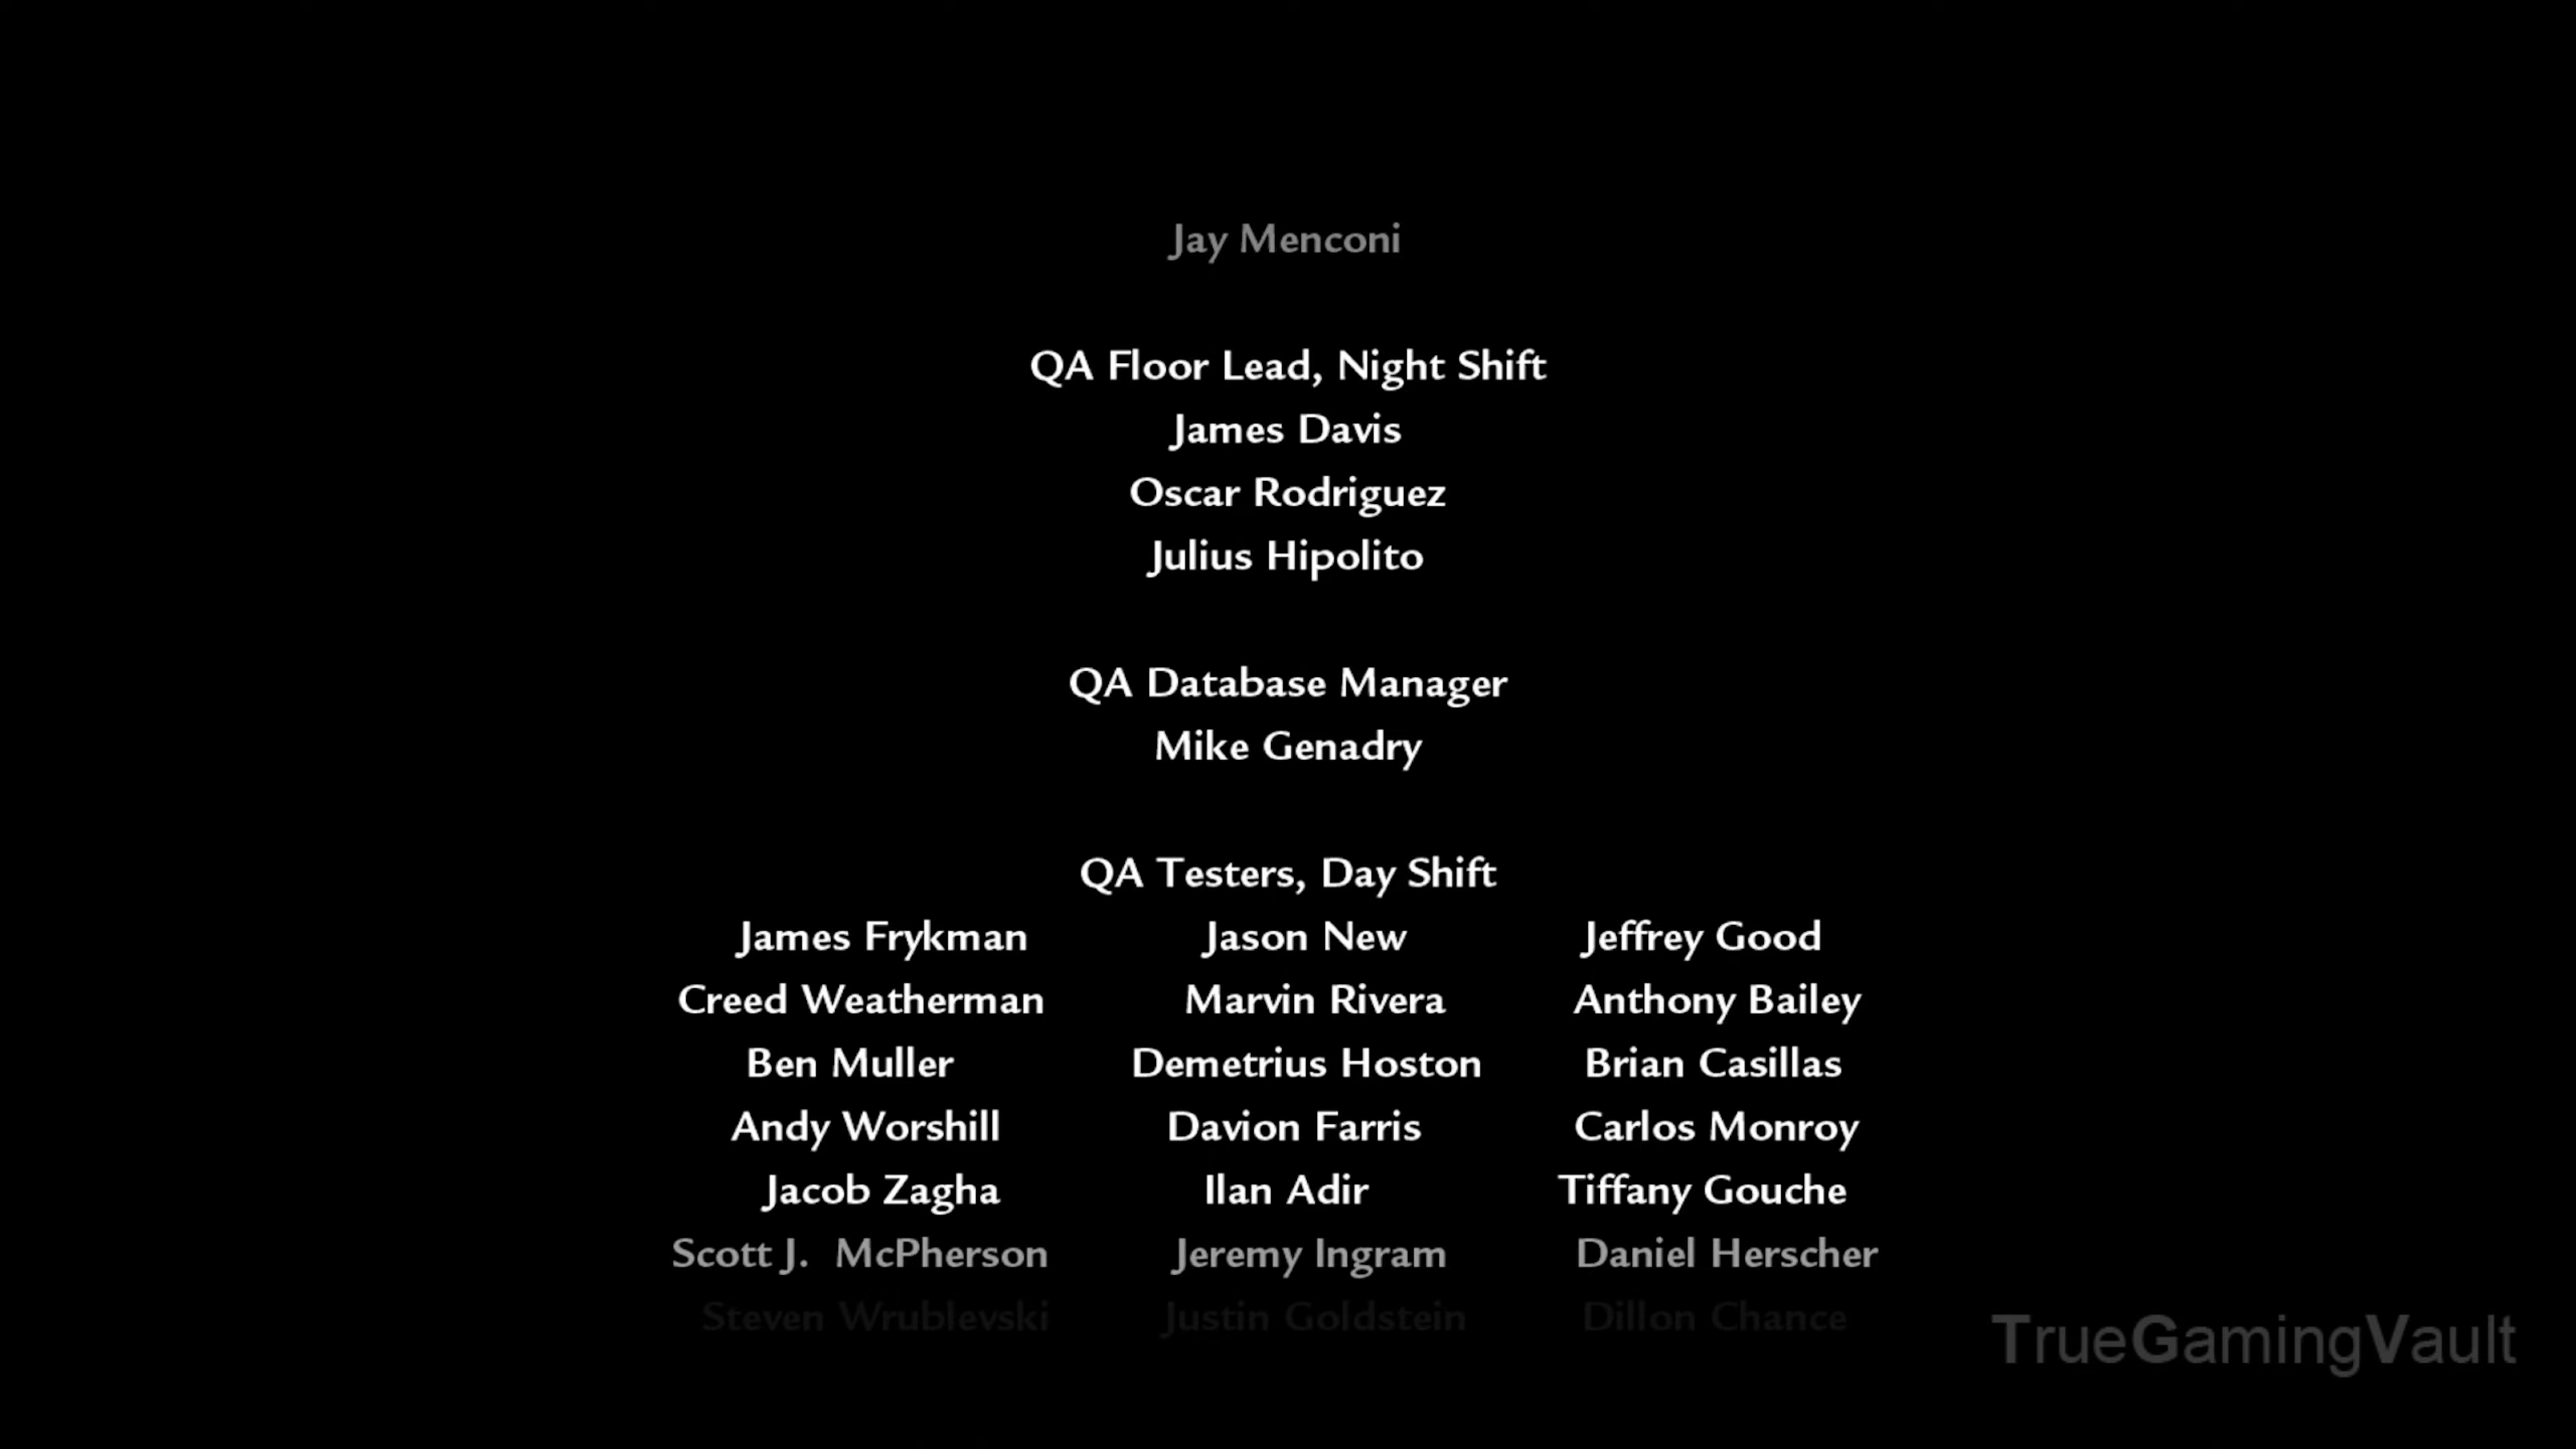 Jay Menconi
QA Floor Lead, Night Shift
James Davis
Oscar Rodriguez
Julius Hipolito
QA Database Manager
Mike Genadry
QA Testers, Day Shift
James Frykman Jason New Jeffrey Good
Creed Weatherman Marvin Rivera Anthony Bailey
Ben Muller Demetrius Hoston Brian Casillas
Andy Worshill Davion Farris Carlos Monroy
Jacob Zagha Ilan Adir Tiffany Gouche
Scott J. McPherson Jeremy Ingram Daniel Herscher
Steven Wrublevski Justin Goldstein Dillon Chance
TrueGamingVault